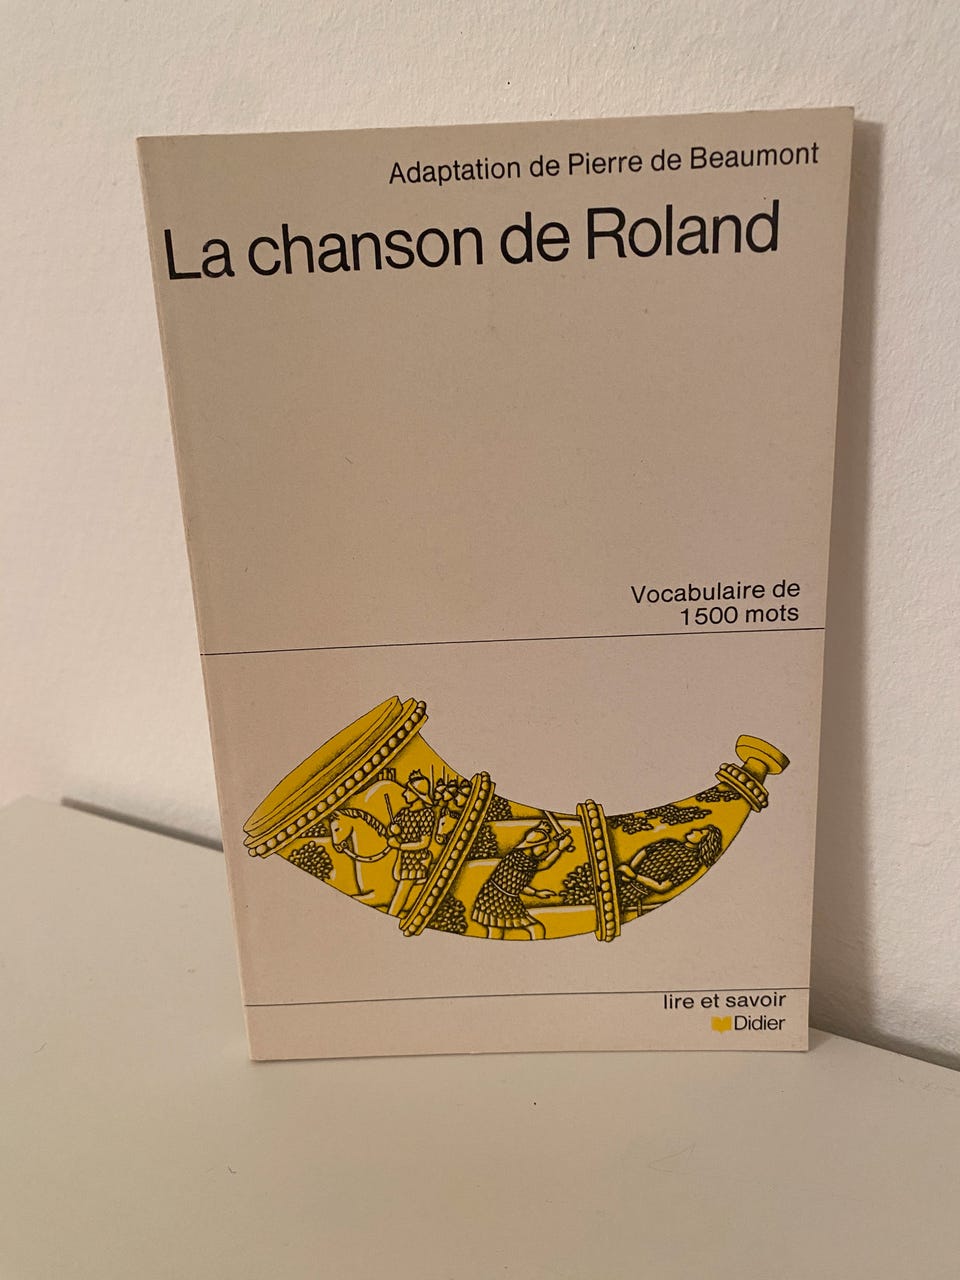 Adaptation de Pierre de Beaumont
La chanson de Roland
Vocabulaire de
1500 mots
lire et savoir
Didier